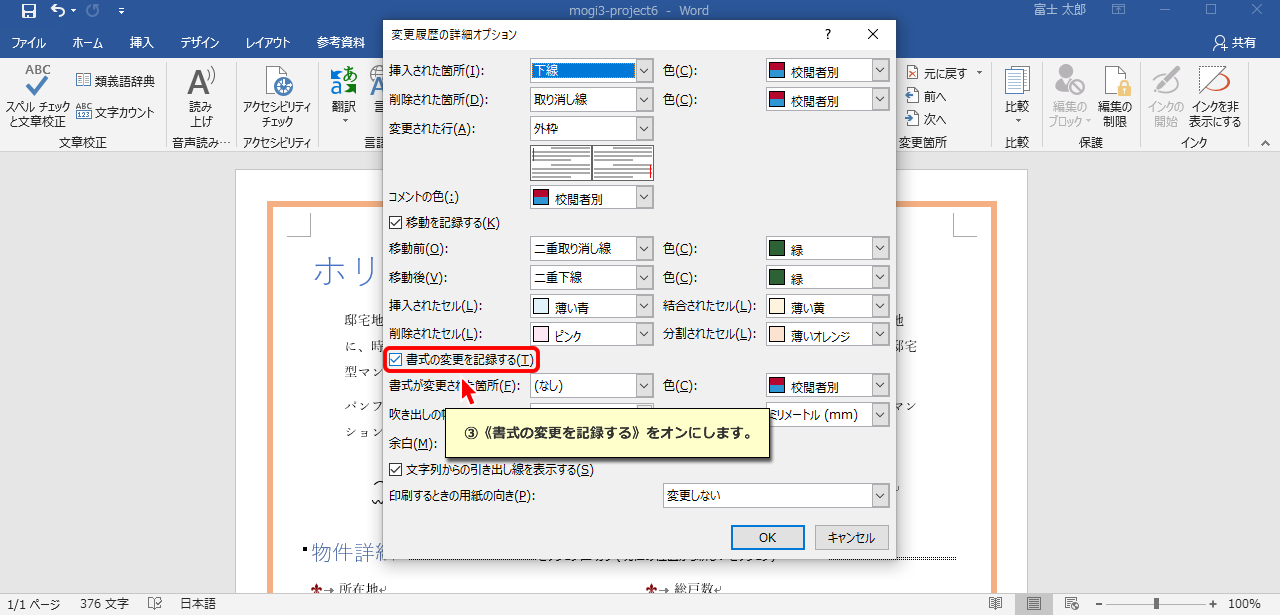 mogi3-project6 - Word
富士 太郎
ファイル ホーム 挿入 デザイン レイアウト 参考資料
共有
ABC
スペル チェックと文章校正
類義語辞典
ABC 123 文字カウント
文章校正
A
読み上げ
音声読み…
アクセシビリティ チェック
アクセシビリティ
あ
翻訳
元に戻す
前へ
次へ
変更箇所
比較
比較
編集のブロック
編集の制限
保護
インクの開始
インクを非表示にする
インク
変更履歴の詳細オプション ? ×
挿入された箇所(I): 下線 色(C): 校閲者別
削除された箇所(D): 取り消し線 色(C): 校閲者別
変更された行(A): 外枠
コメントの色(:) 校閲者別
移動を記録する(K)
移動前(O): 二重取り消し線 色(C): 緑
移動後(V): 二重下線 色(C): 緑
挿入されたセル(L): 薄い青 結合されたセル(L): 薄い黄
削除されたセル(L): ピンク 分割されたセル(L): 薄いオレンジ
書式の変更を記録する(T)
書式が変更された箇所(F): (なし) 色(C): 校閲者別
吹き出しの
ミリメートル (mm)
③《書式の変更を記録する》をオンにします。
余白(M):
文字列からの引き出し線を表示する(S)
印刷するときの用紙の向き(P): 変更しない
OK キャンセル
ホリ
邸宅地
に、時
邸宅
型マン
パンフ
マン
ション
物件詳細
所在地 総戸数
1/1 ページ 376 文字 日本語
100%